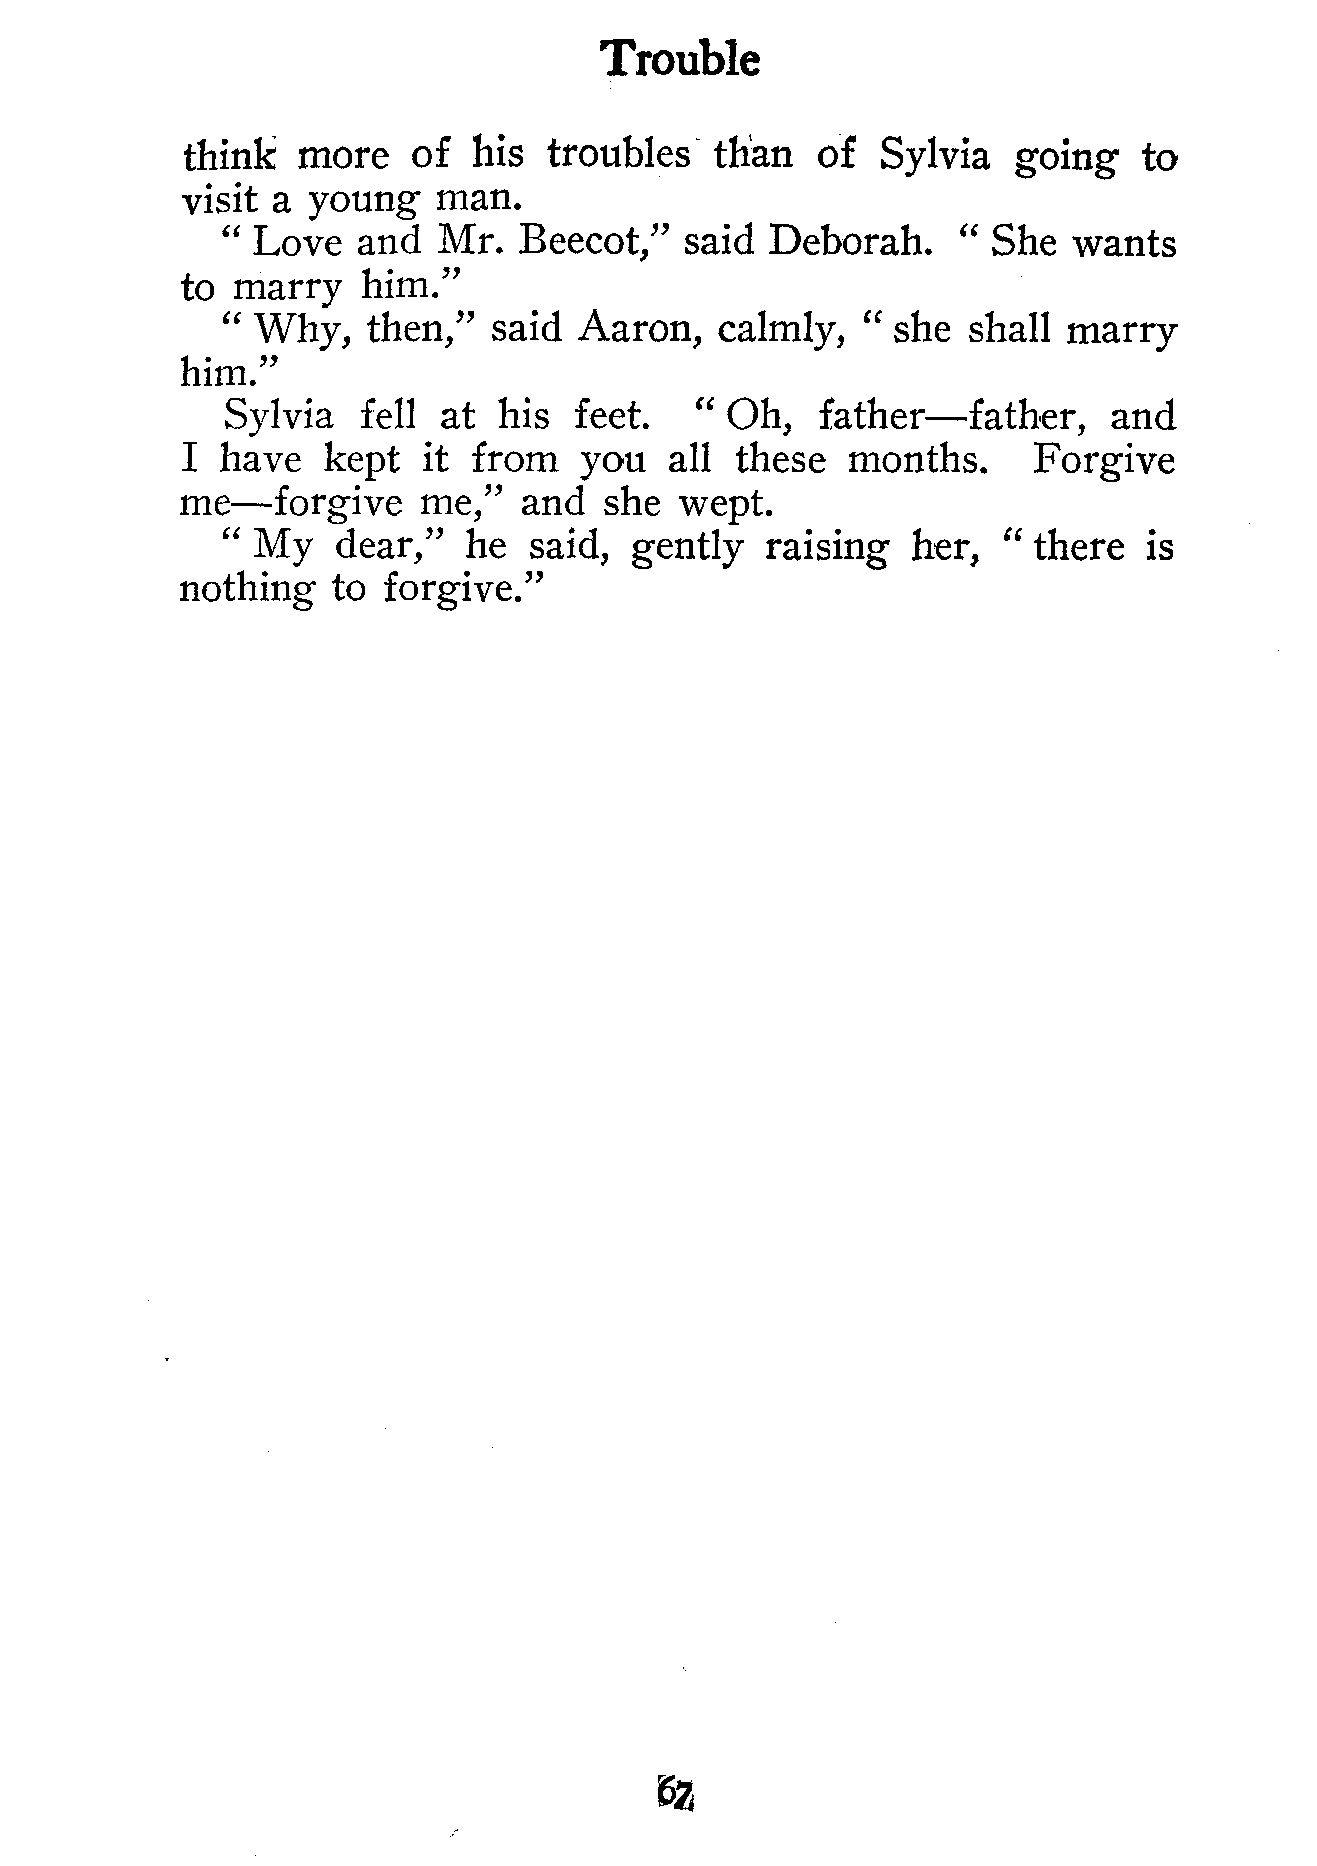 Trouble
think more of his troubles than of Sylvia going to
visit a young man.
“ Love and Mr. Beecot,” said Deborah. “ She wants
to marry him.”
“ Why, then,” said Aaron, calmly, “ she shall marry
him.”
Sylvia fell at his feet. “ Oh, father—father, and
I have kept it from you all these months. Forgive
me—forgive me,” and she wept.
“ My dear,” he said, gently raising her, “ there is
nothing to forgive.”
67